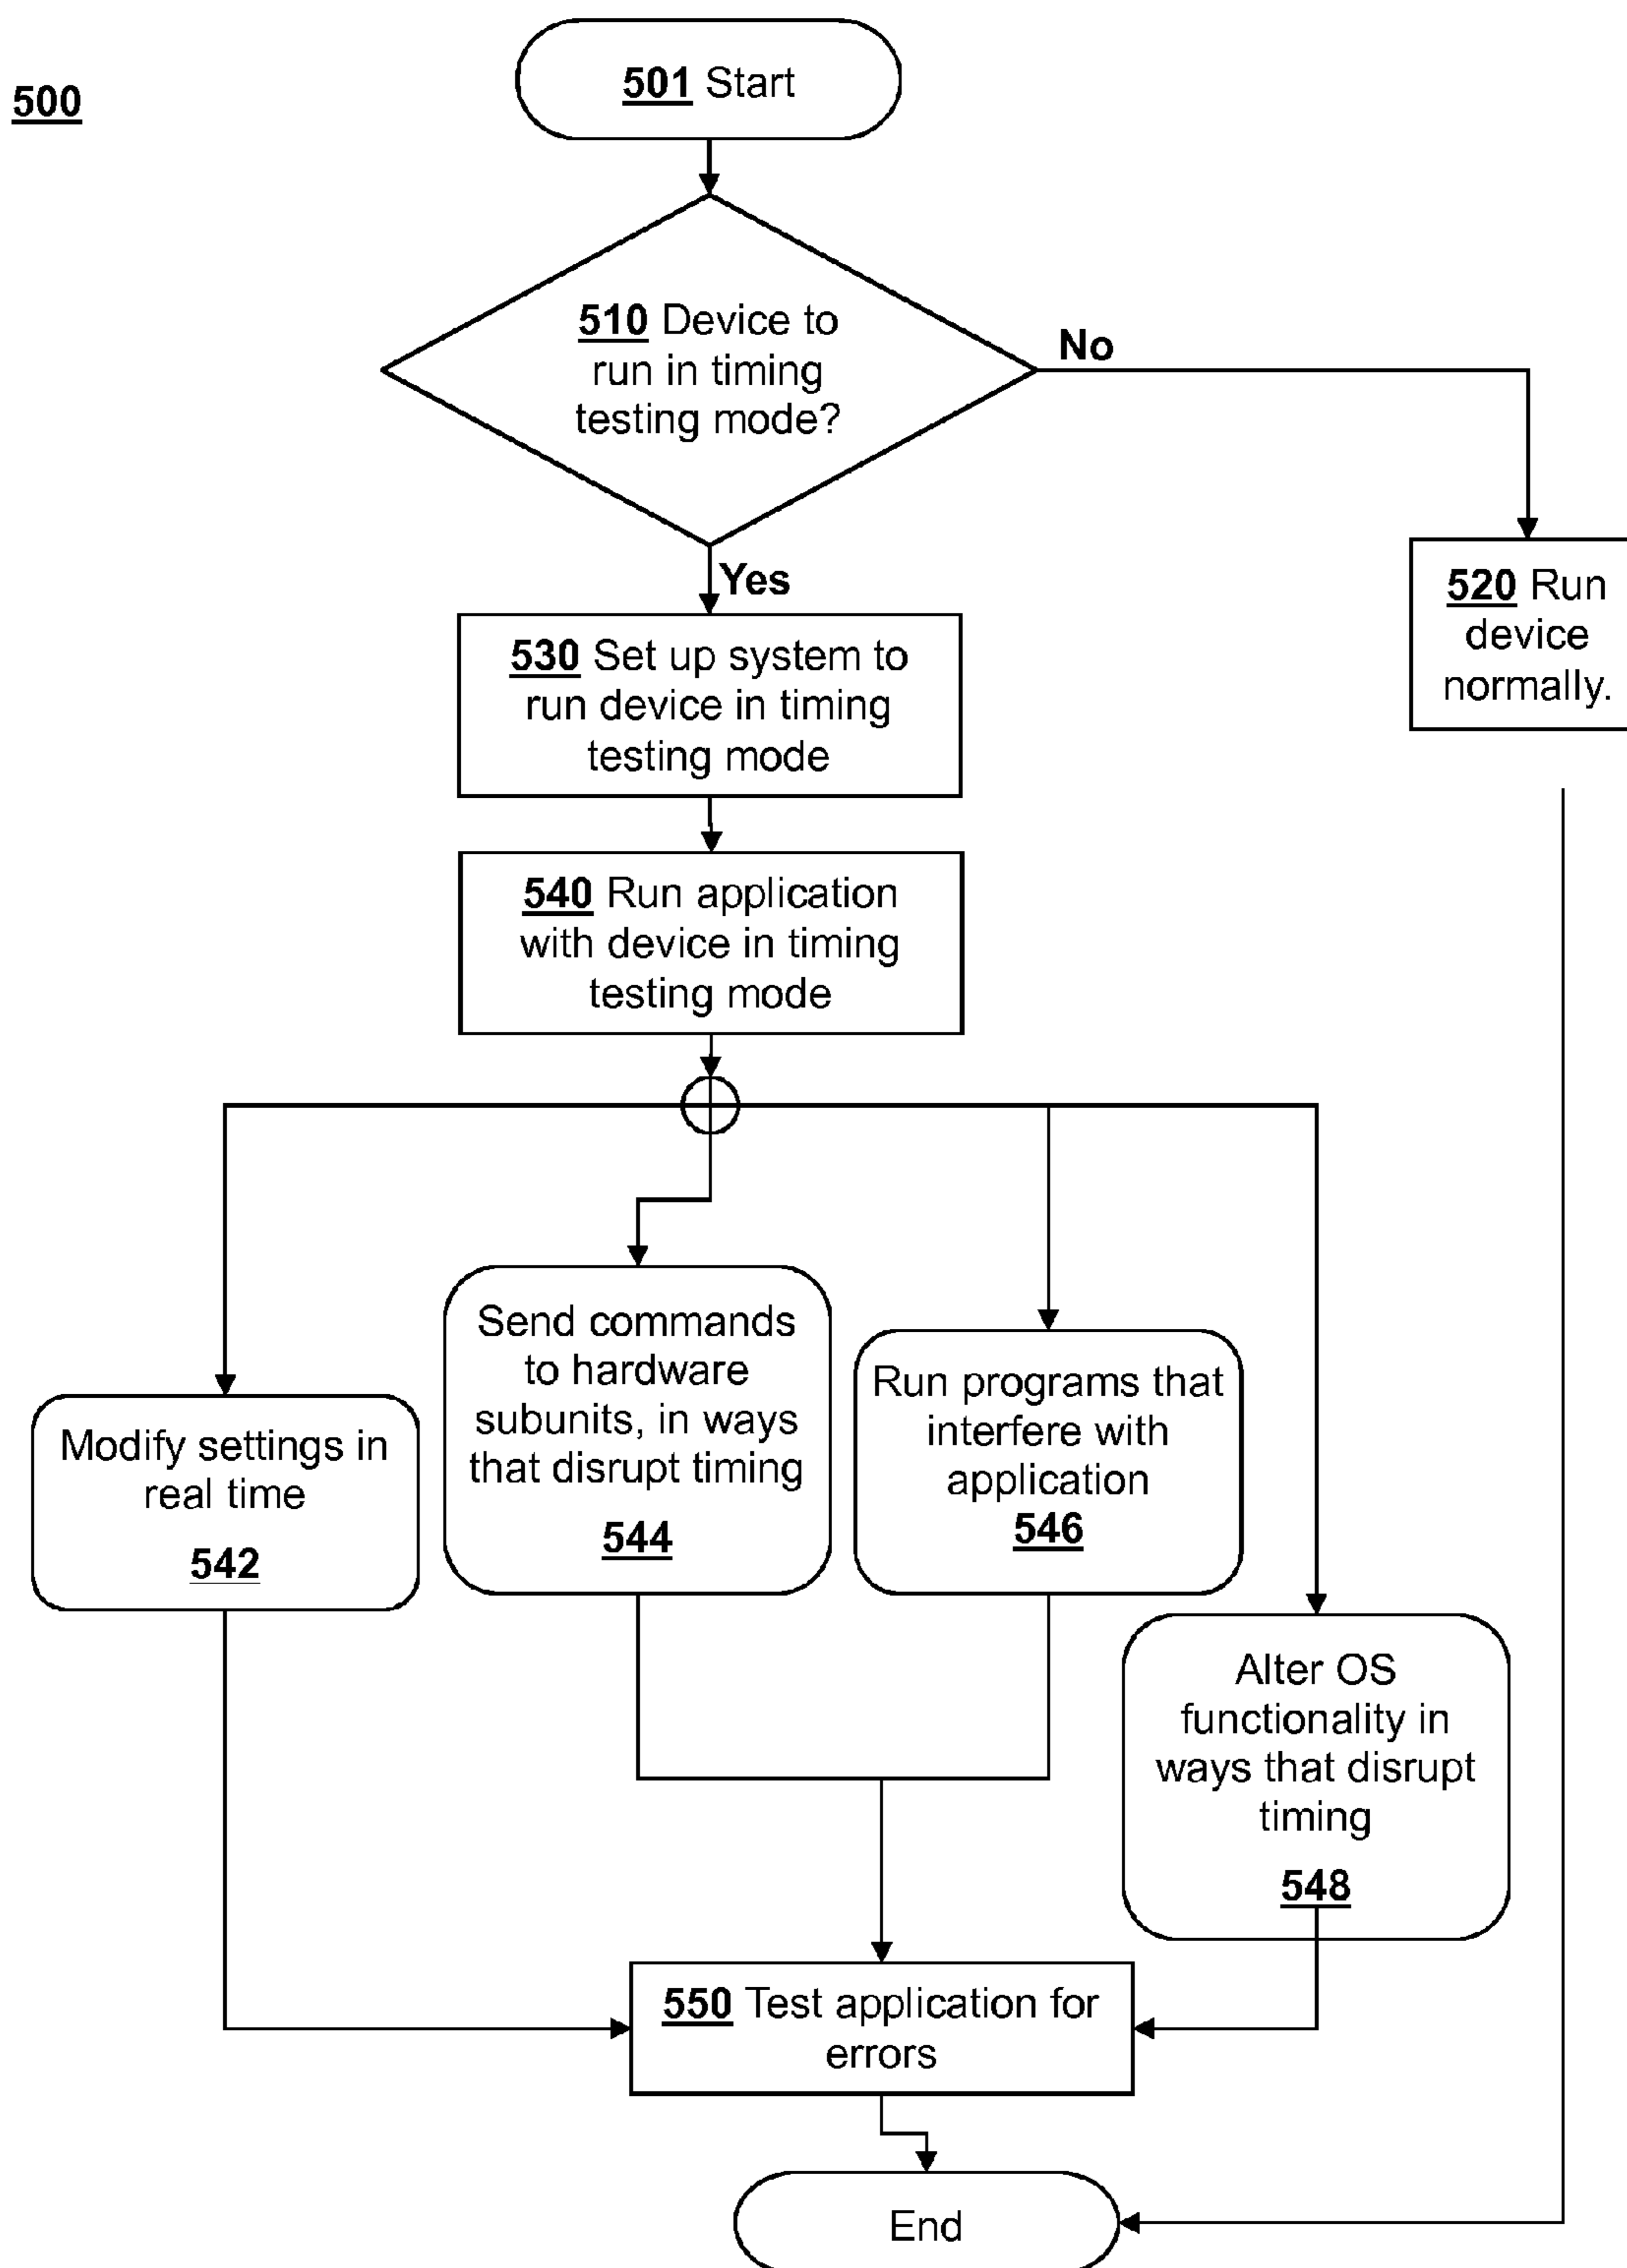 500
501 Start
510 Device to
run in timing
testing mode?
No
Yes
520 Run
device
normally.
530 Set up system to
run device in timing
testing mode
540 Run application
with device in timing
testing mode
Modify settings in
real time
542
Send commands
to hardware
subunits, in ways
that disrupt timing
544
Run programs that
interfere with
application
546
Alter OS
functionality in
ways that disrupt
timing
548
550 Test application for
errors
End